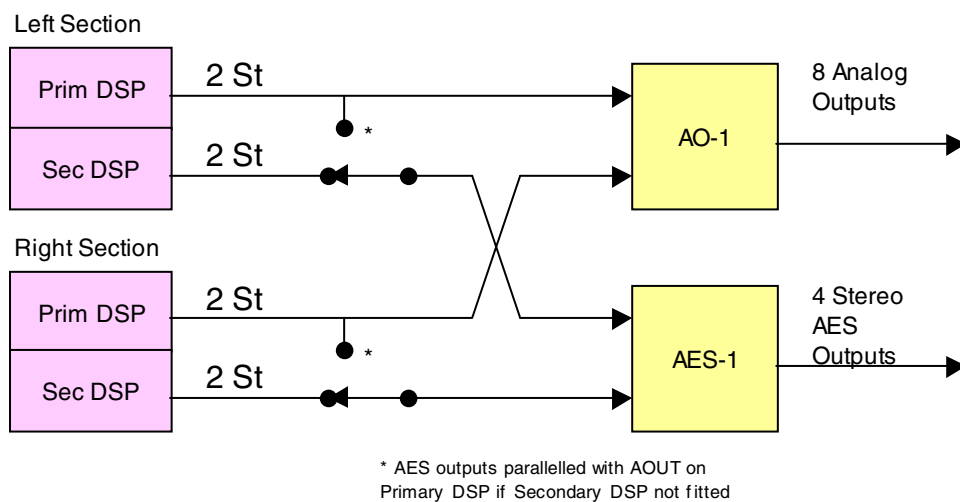 Left Section
Prim DSP
2 St
*
Sec DSP
2 St
AO-1
8 Analog
Outputs
Right Section
Prim DSP
2 St
*
Sec DSP
2 St
AES-1
4 Stereo
AES
Outputs
* AES outputs parallelled with AOUT on
Primary DSP if Secondary DSP not fitted